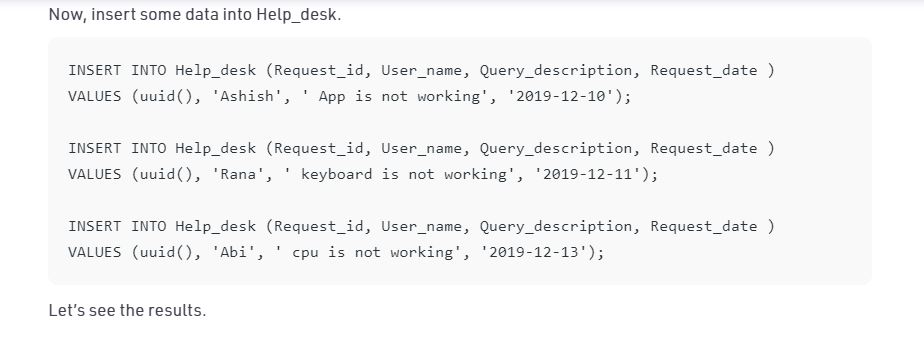 Now, insert some data into Help_desk.
INSERT INTO Help_desk (Request_id, User_name, Query_description, Request_date )
VALUES (uuid(), 'Ashish', ' App is not working', '2019-12-10');
INSERT INTO Help_desk (Request_id, User_name, Query_description, Request_date )
VALUES (uuid(), 'Rana', ' keyboard is not working', '2019-12-11');
INSERT INTO Help_desk (Request_id, User_name, Query_description, Request_date )
VALUES (uuid(), 'Abi', ' cpu is not working', '2019-12-13');
Let’s see the results.